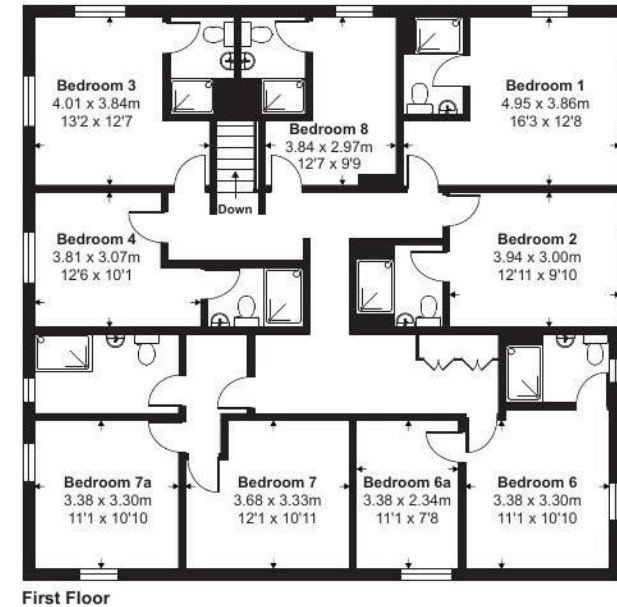 Bedroom 3
4.01 x 3.84m
13'2 x 12'7
Bedroom 8
3.84 x 2.97m
12'7 x 9'9
Bedroom 1
4.95 x 3.86m
16'3 x 12'8
Down
Bedroom 4
3.81 x 3.07m
12'6 x 10'1
Bedroom 2
3.94 x 3.00m
12'11 x 9'10
Bedroom 7a
3.38 x 3.30m
11'1 x 10'10
Bedroom 7
3.68 x 3.33m
12'1 x 10'11
Bedroom 6a
3.38 x 2.34m
11'1 x 7'8
Bedroom 6
3.38 x 3.30m
11'1 x 10'10
First Floor